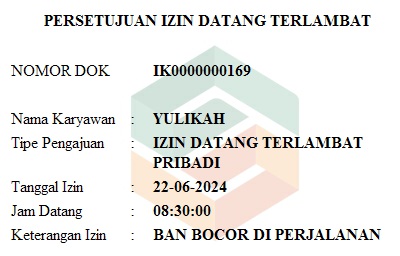 PERSETUJUAN IZIN DATANG TERLAMBAT
NOMOR DOK IK0000000169
Nama Karyawan : YULIKAH
Tipe Pengajuan : IZIN DATANG TERLAMBAT
PRIBADI
Tanggal Izin : 22-06-2024
Jam Datang : 08:30:00
Keterangan Izin : BAN BOCOR DI PERJALANAN